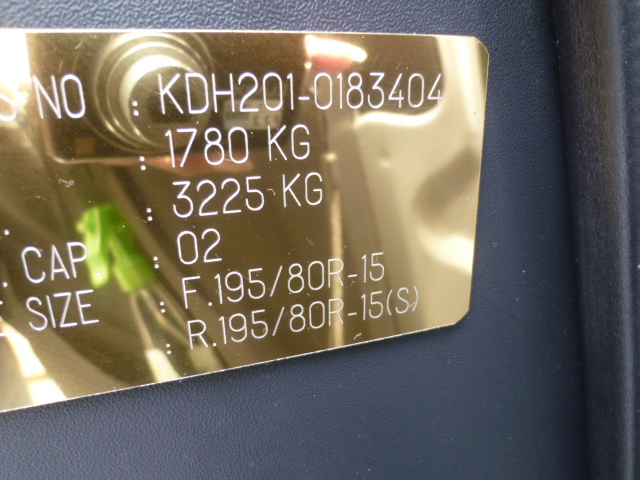 S NO : KDH201-0183404
: 1780 KG
: 3225 KG
. CAP : 02
E SIZE : F.195/80R-15
: R.195/80R-15(S)